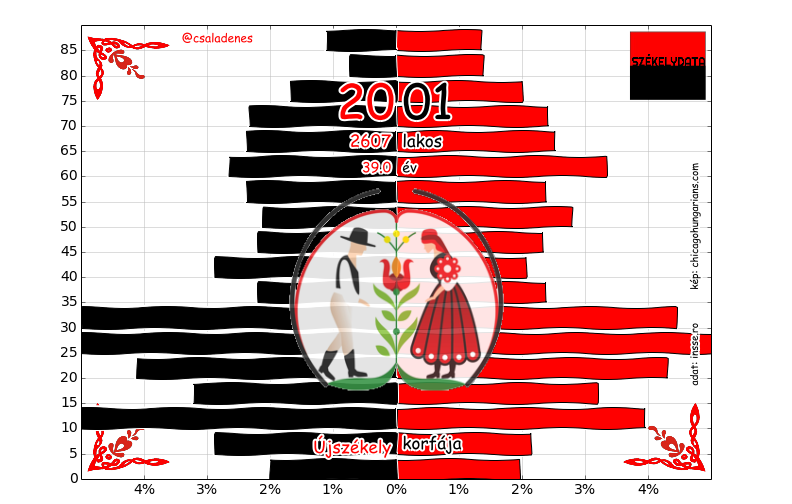 @csaladenes
SZÉKELYDATA
2001
2607 lakos
39.0 év
kép: chicagohungarians.com
adat: insse.ro
Újszékely korfája
85
80
75
70
65
60
55
50
45
40
35
30
25
20
15
10
5
0
4% 3% 2% 1% 0% 1% 2% 3% 4%